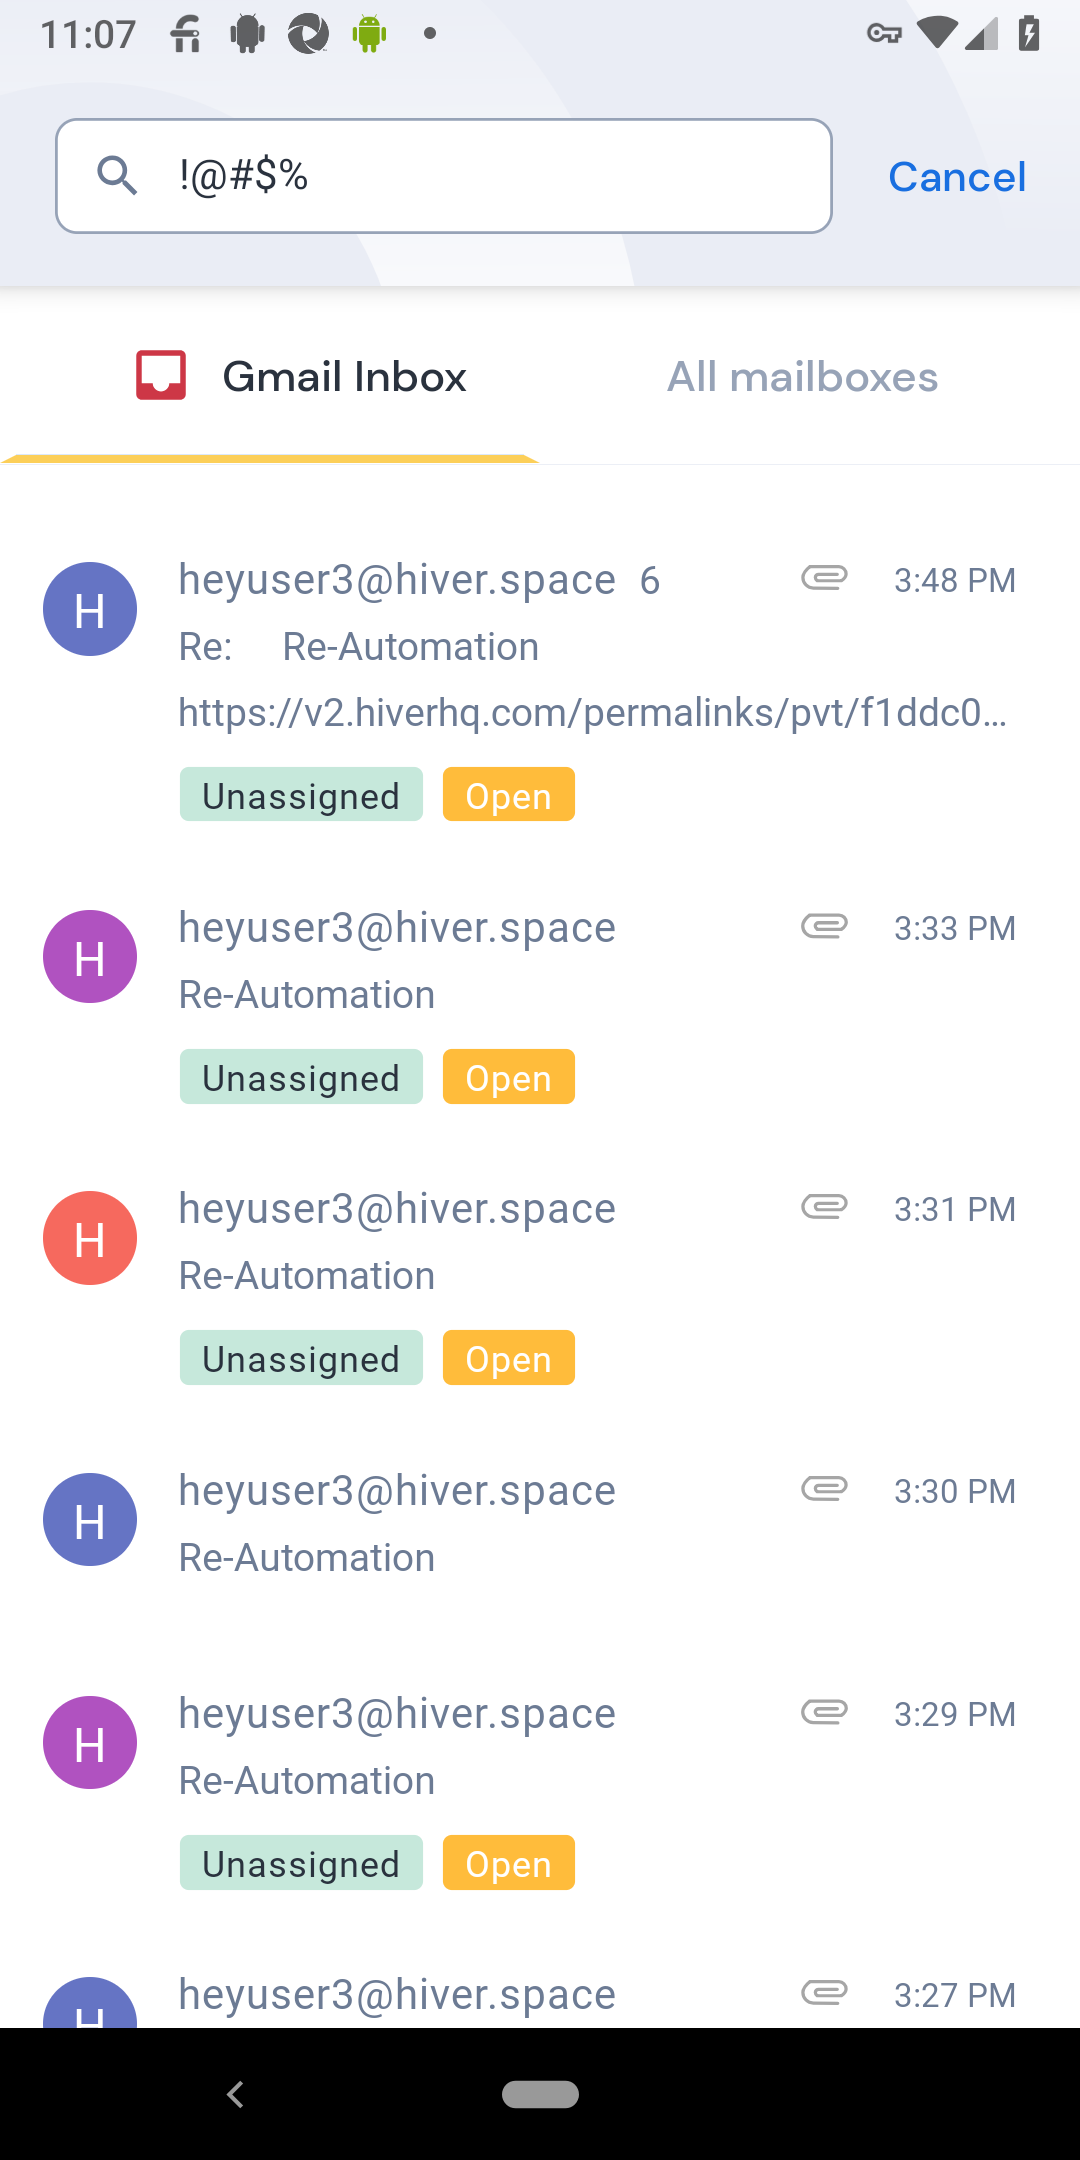 11:07
!@#$%
Cancel
Gmail Inbox
All mailboxes
H
heyuser3@hiver.space 6
3:48 PM
Re: Re-Automation
https://v2.hiverhq.com/permalinks/pvt/f1ddc0...
Unassigned Open
H
heyuser3@hiver.space
3:33 PM
Re-Automation
Unassigned Open
H
heyuser3@hiver.space
3:31 PM
Re-Automation
Unassigned Open
H
heyuser3@hiver.space
3:30 PM
Re-Automation
H
heyuser3@hiver.space
3:29 PM
Re-Automation
Unassigned Open
H
heyuser3@hiver.space
3:27 PM